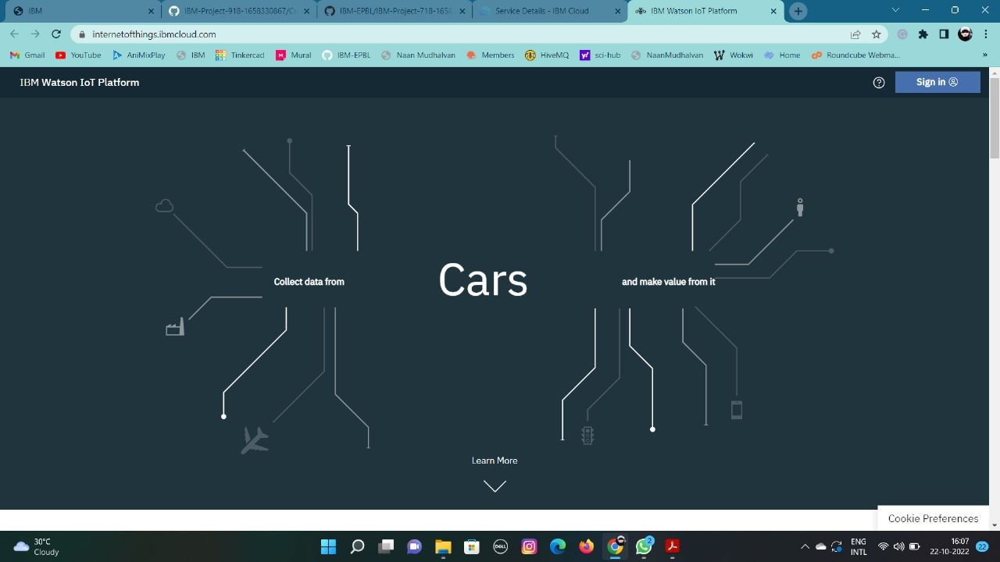 IBM
IBM-Project-918-1658330867/Cre
IBM-EPBL/IBM-Project-718-1658
Service Details - IBM Cloud
IBM Watson IoT Platform
internetofthings.ibmcloud.com
Gmail
YouTube
AniMixPlay
IBM
Tinkercad
Mural
IBM-EPBL
Naan Mudhalvan
Members
HiveMQ
sci-hub
NaanMudhalvan
Wokwi
Home
Roundcube Webma...
»
IBM Watson IoT Platform
Sign in
Collect data from
Cars
and make value from it
Learn More
Cookie Preferences
30°C
Cloudy
DELL
2
ENG
INTL
16:07
22-10-2022
22